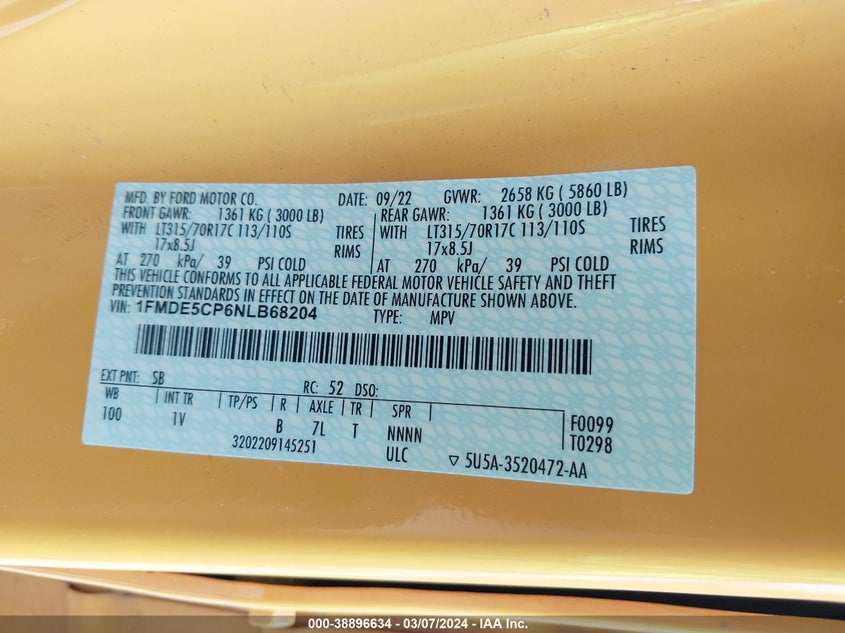 MFD. BY FORD MOTOR CO. DATE: 09/22 GVWR: 2658 KG ( 5860 LB)
FRONT GAWR: 1361 KG ( 3000 LB) REAR GAWR: 1361 KG ( 3000 LB)
WITH LT315/70R17C 113/110S TIRES WITH LT315/70R17C 113/110S TIRES
17x8.5J RIMS 17x8.5J RIMS
AT 270 kPa/ 39 PSI COLD AT 270 kPa/ 39 PSI COLD
THIS VEHICLE CONFORMS TO ALL APPLICABLE FEDERAL MOTOR VEHICLE SAFETY AND THEFT
PREVENTION STANDARDS IN EFFECT ON THE DATE OF MANUFACTURE SHOWN ABOVE.
VIN: 1FMDE5CP6NLB68204 TYPE: MPV
EXT PNT: SB RC: 52 DSO:
WB INT TR TP/PS R AXLE TR SPR
100 1V B 7L T NNNN
F0099
T0298
3202209145251 ULC ▽ 5U5A-3520472-AA
000-38896634 — 03/07/2024 — IAA Inc.